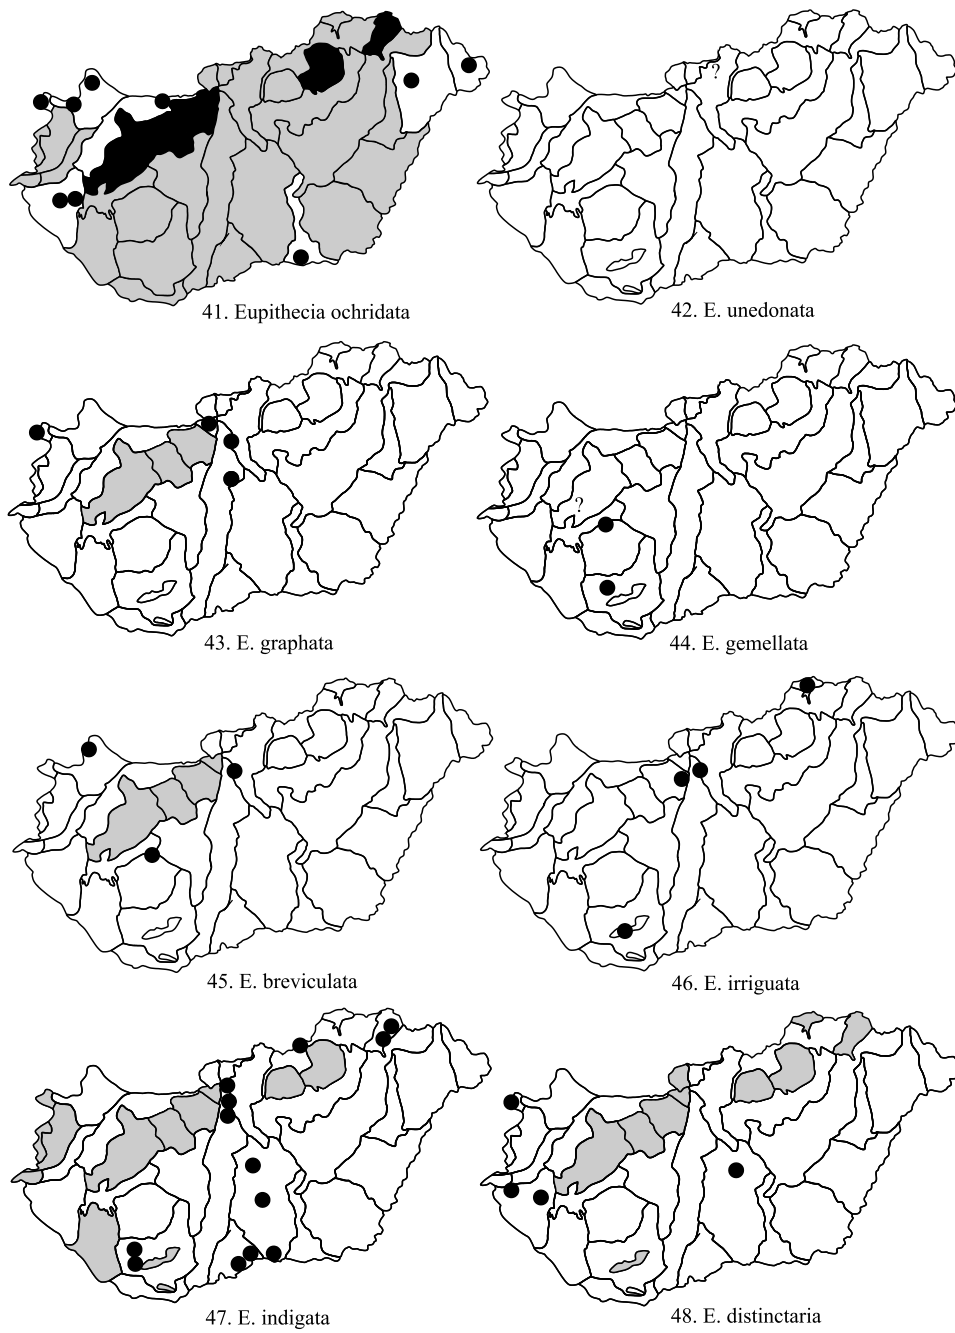 ?
41. Eupithecia ochridata
42. E. unedonata
?
43. E. graphata
44. E. gemellata
45. E. breviculata
46. E. irriguata
47. E. indigata
48. E. distinctaria